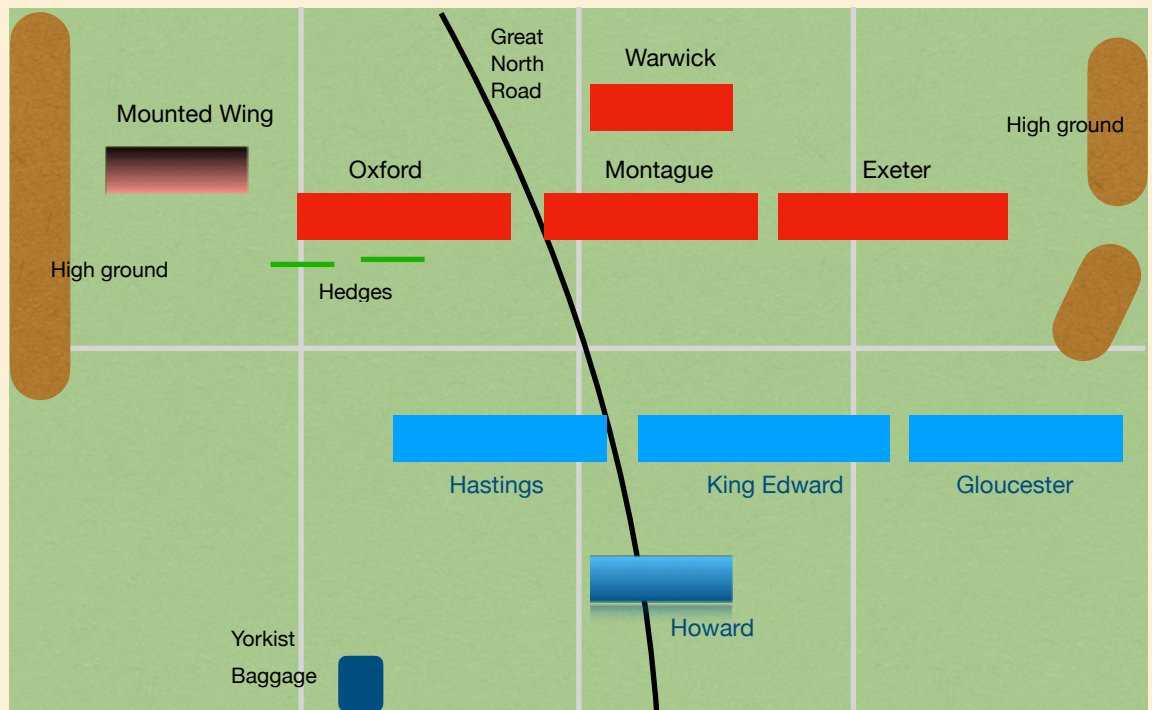 Great
North
Road
Warwick
Mounted Wing
High ground
Oxford
Montague
Exeter
High ground
Hedges
Hastings
King Edward
Gloucester
Howard
Yorkist
Baggage